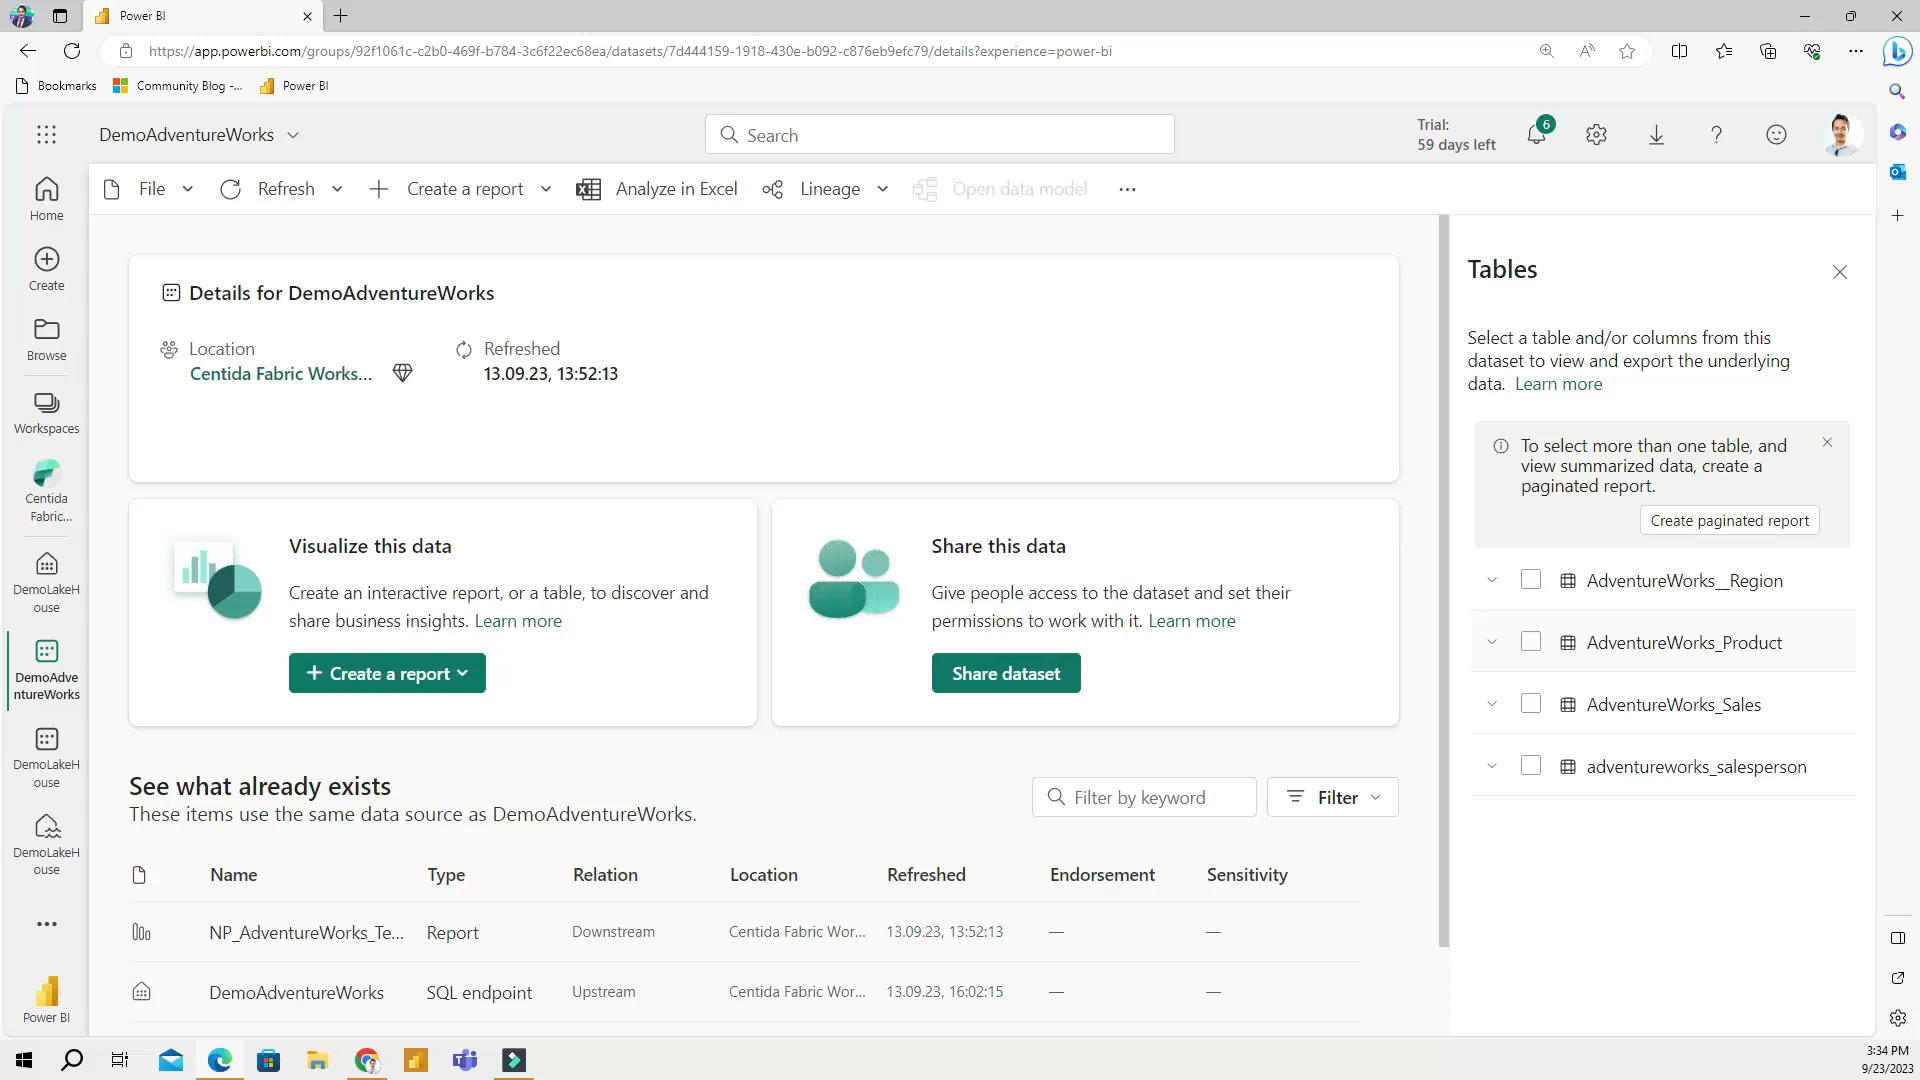 Power BI
https://app.powerbi.com/groups/92f1061c-c2b0-469f-b784-3c6f22ec68ea/datasets/7d444159-1918-430e-b092-c876eb9efc79/details?experience=power-bi
Bookmarks
Community Blog -...
Power BI
DemoAdventureWorks
Search
Trial:
59 days left
6
File
Refresh
Create a report
Analyze in Excel
Lineage
Open data model
Home
Create
Browse
Workspaces
Centida
Fabric...
DemoLakeH
ouse
DemoAdve
ntureWorks
DemoLakeH
ouse
DemoLakeH
ouse
Power BI
Details for DemoAdventureWorks
Location
Centida Fabric Works...
Refreshed
13.09.23, 13:52:13
Visualize this data
Create an interactive report, or a table, to discover and
share business insights. Learn more
Create a report
Share this data
Give people access to the dataset and set their
permissions to work with it. Learn more
Share dataset
See what already exists
These items use the same data source as DemoAdventureWorks.
Filter by keyword
Filter
Name Type Relation Location Refreshed Endorsement Sensitivity
NP_AdventureWorks_Te... Report Downstream Centida Fabric Wor... 13.09.23, 13:52:13 — —
DemoAdventureWorks SQL endpoint Upstream Centida Fabric Wor... 13.09.23, 16:02:15 — —
Tables
Select a table and/or columns from this
dataset to view and export the underlying
data. Learn more
To select more than one table, and
view summarized data, create a
paginated report.
Create paginated report
AdventureWorks__Region
AdventureWorks_Product
AdventureWorks_Sales
adventureworks_salesperson
3:34 PM
9/23/2023